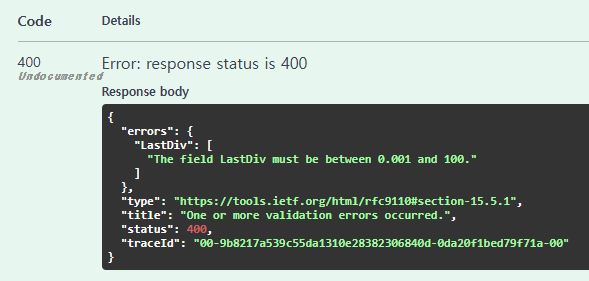 Code Details
400 Error: response status is 400
Undocumented
Response body
{
  "errors": {
    "LastDiv": [
      "The field LastDiv must be between 0.001 and 100."
    ]
  },
  "type": "https://tools.ietf.org/html/rfc9110#section-15.5.1",
  "title": "One or more validation errors occurred.",
  "status": 400,
  "traceId": "00-9b8217a539c55da1310e28382306840d-0da20f1bed79f71a-00"
}